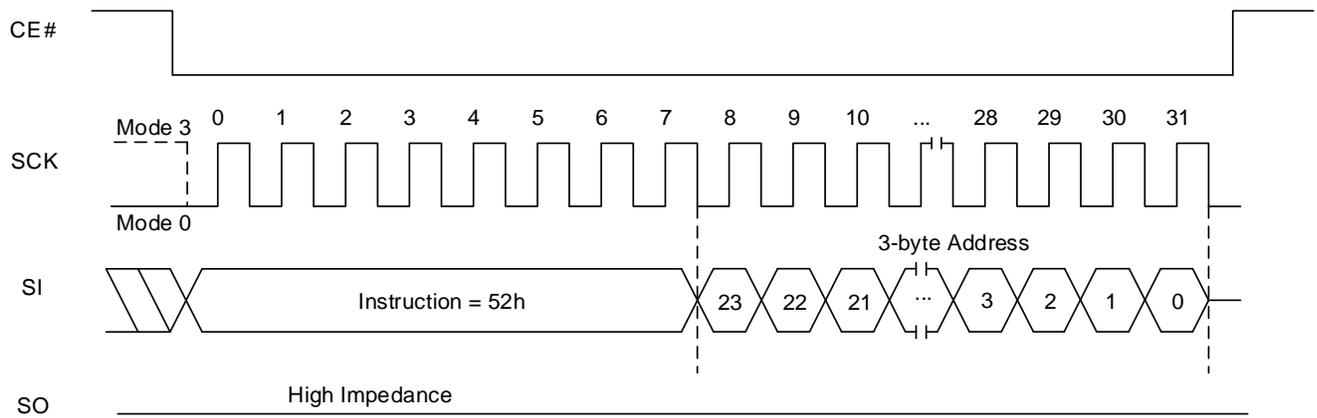 CE#
Mode 3
0 1 2 3 4 5 6 7 8 9 10 ... 28 29 30 31
SCK
Mode 0
3-byte Address
SI
Instruction = 52h
23 22 21 ... 3 2 1 0
High Impedance
SO